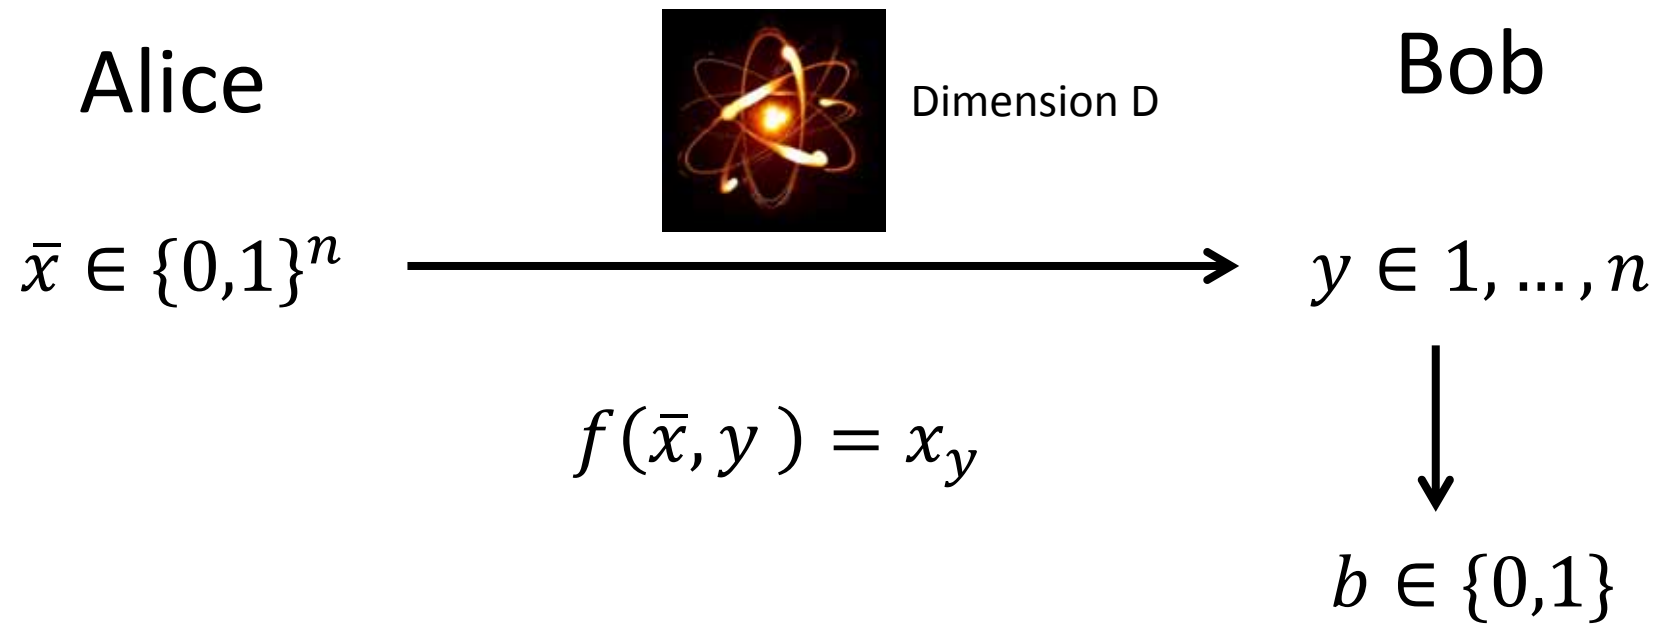 Alice
Dimension D
Bob
x̄ ∈ {0,1}ⁿ
y ∈ 1, … , n
f(x̄, y ) = x_y
b ∈ {0,1}